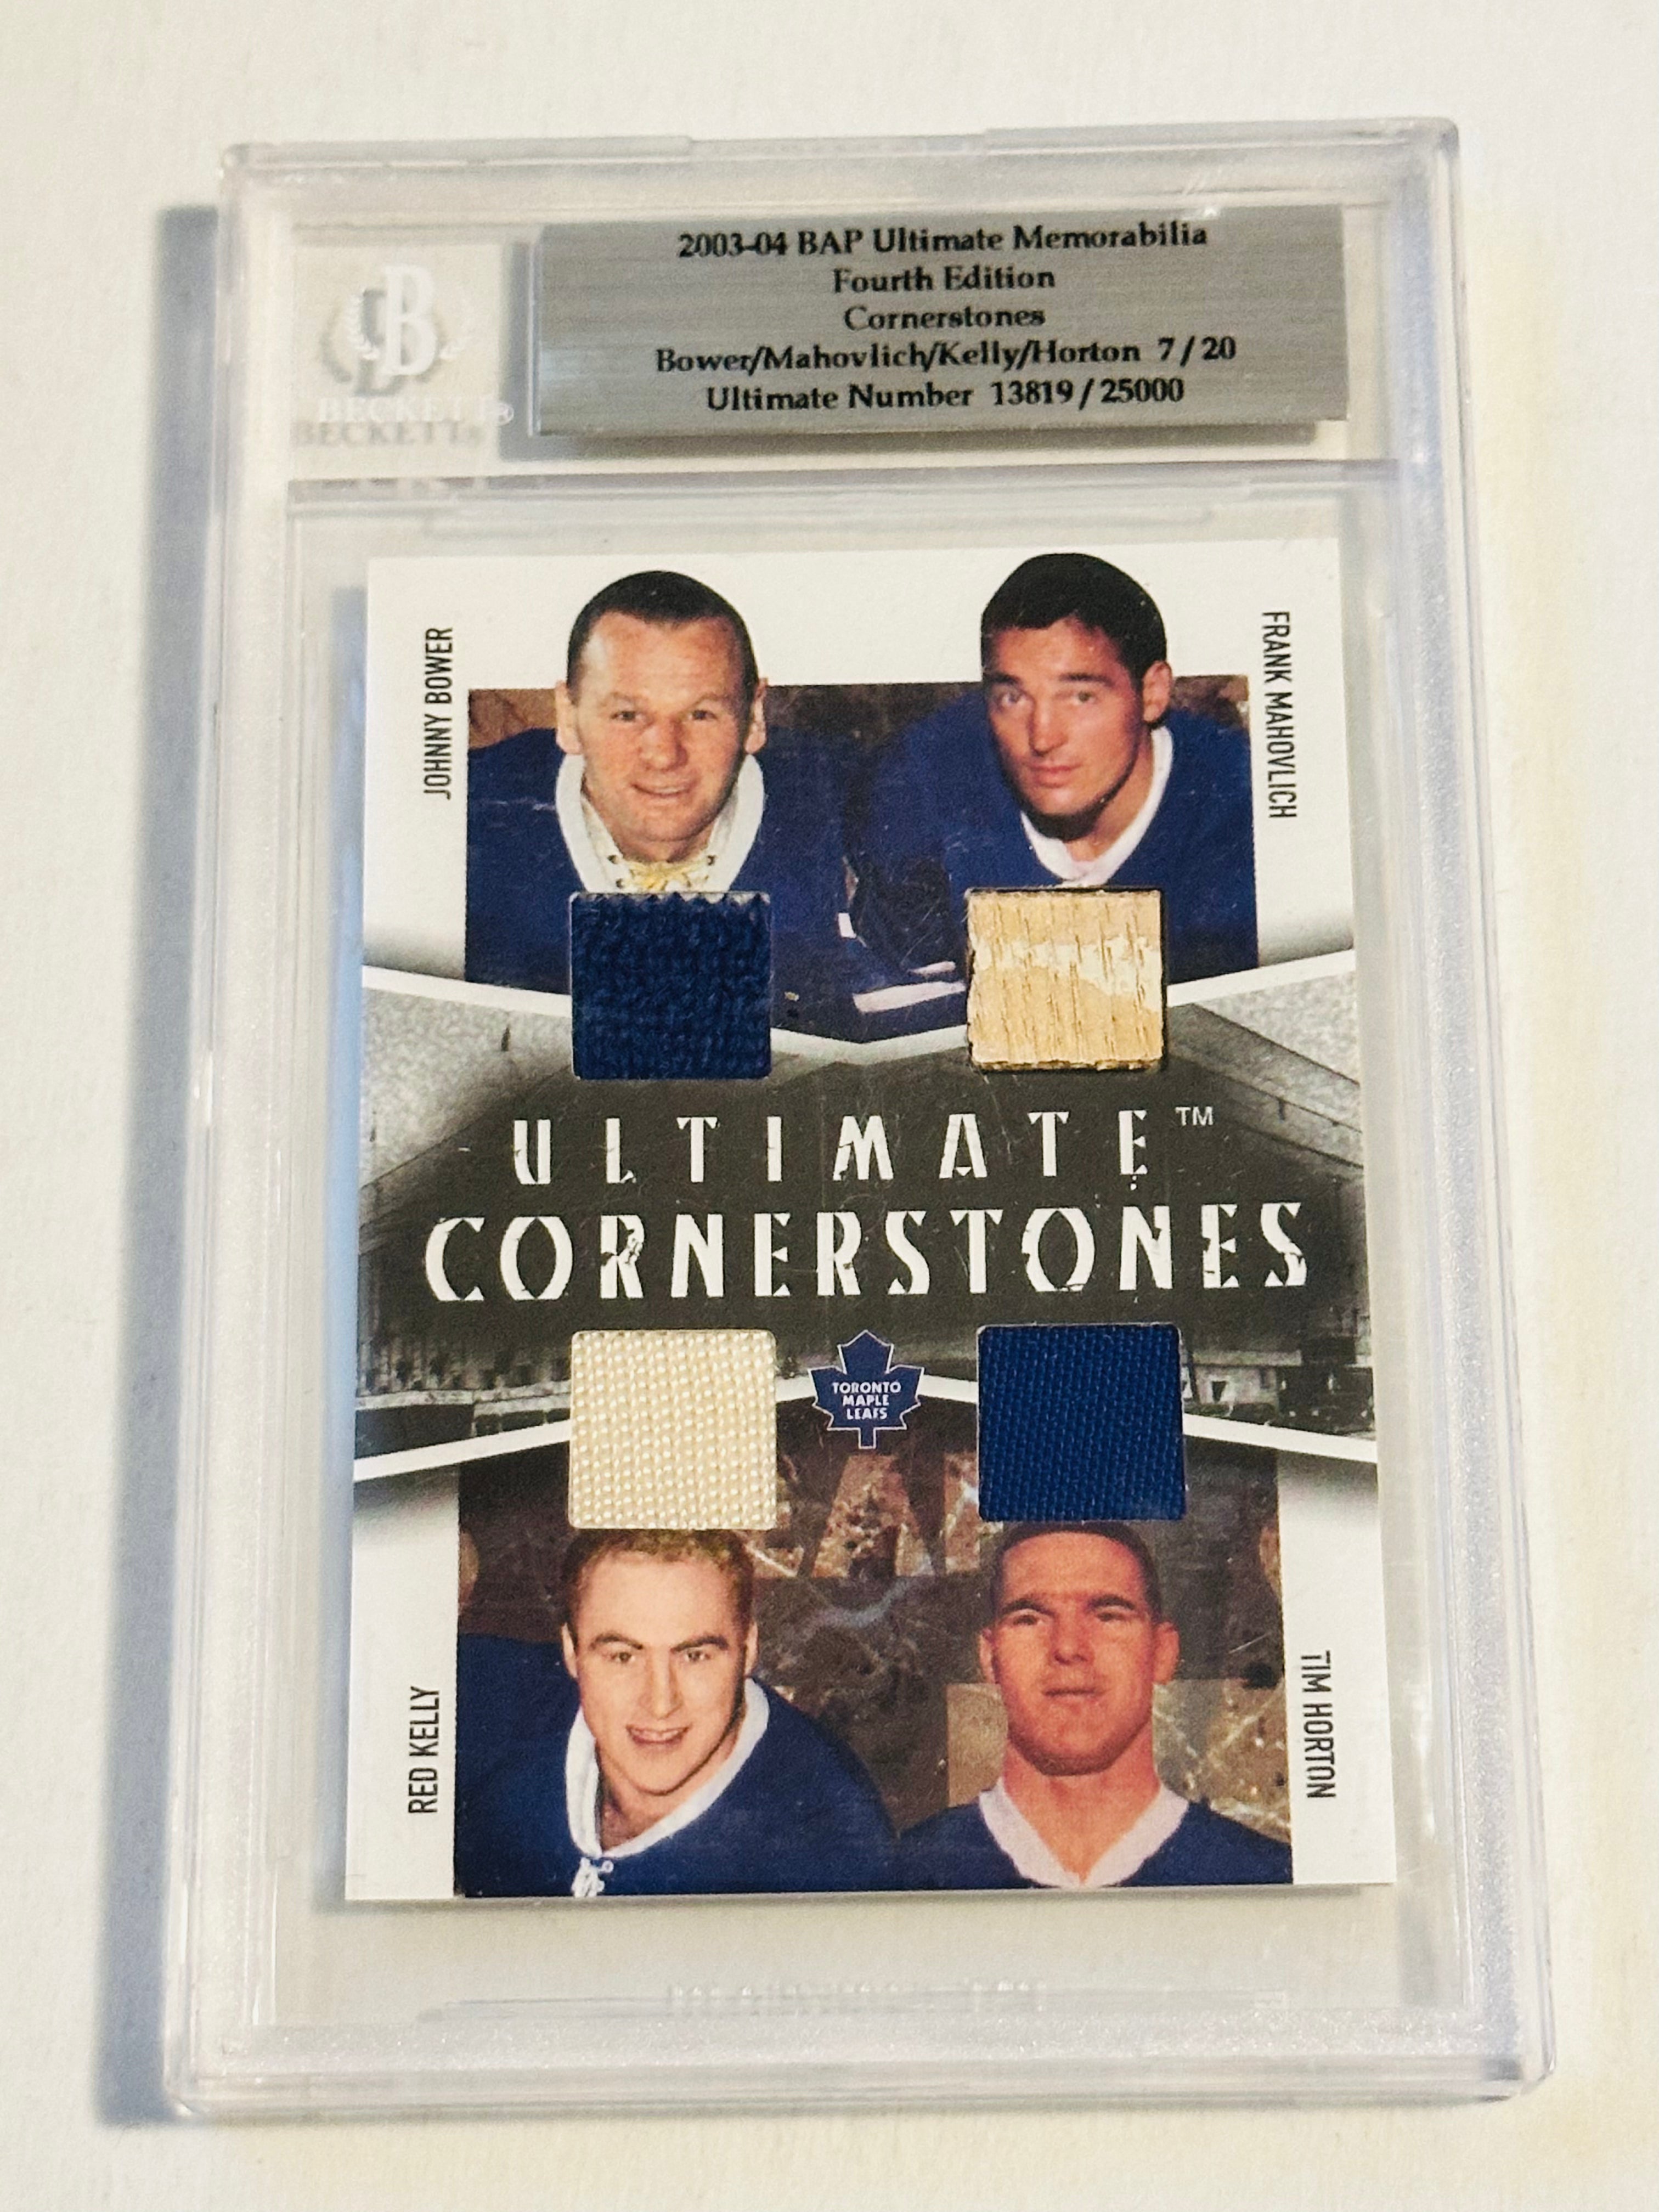 2003-04 BAP Ultimate Memorabilia
Fourth Edition
Cornerstones
Bower/Mahovlich/Kelly/Horton 7 / 20
Ultimate Number 13819 / 25000
B
BECKETT®
JOHNNY BOWER
FRANK MAHOVLICH
ULTIMATE™
CORNERSTONES
TORONTO
MAPLE
LEAFS
RED KELLY
TIM HORTON